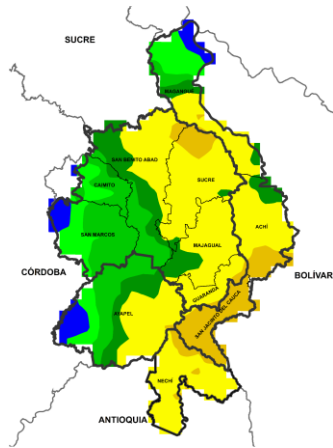 SUCRE
MAGANGUÉ
SAN BENITO ABAD
SUCRE
CAIMITO
ACHÍ
SAN MARCOS
MAJAGUAL
CÓRDOBA
BOLÍVAR
GUARANDA
AYAPEL
SAN JACINTO DEL CAUCA
NECHÍ
ANTIOQUIA